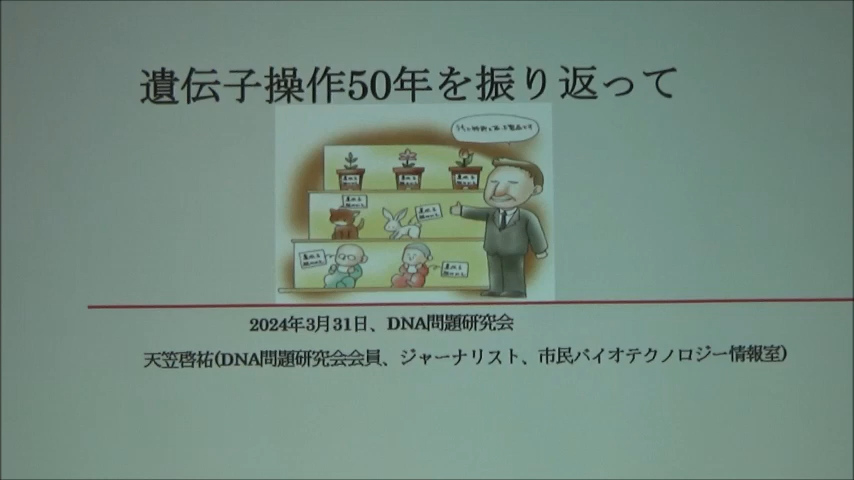 遺伝子操作50年を振り返って
2024年3月31日、DNA問題研究会
天笠啓祐(DNA問題研究会会員、ジャーナリスト、市民バイオテクノロジー情報室)